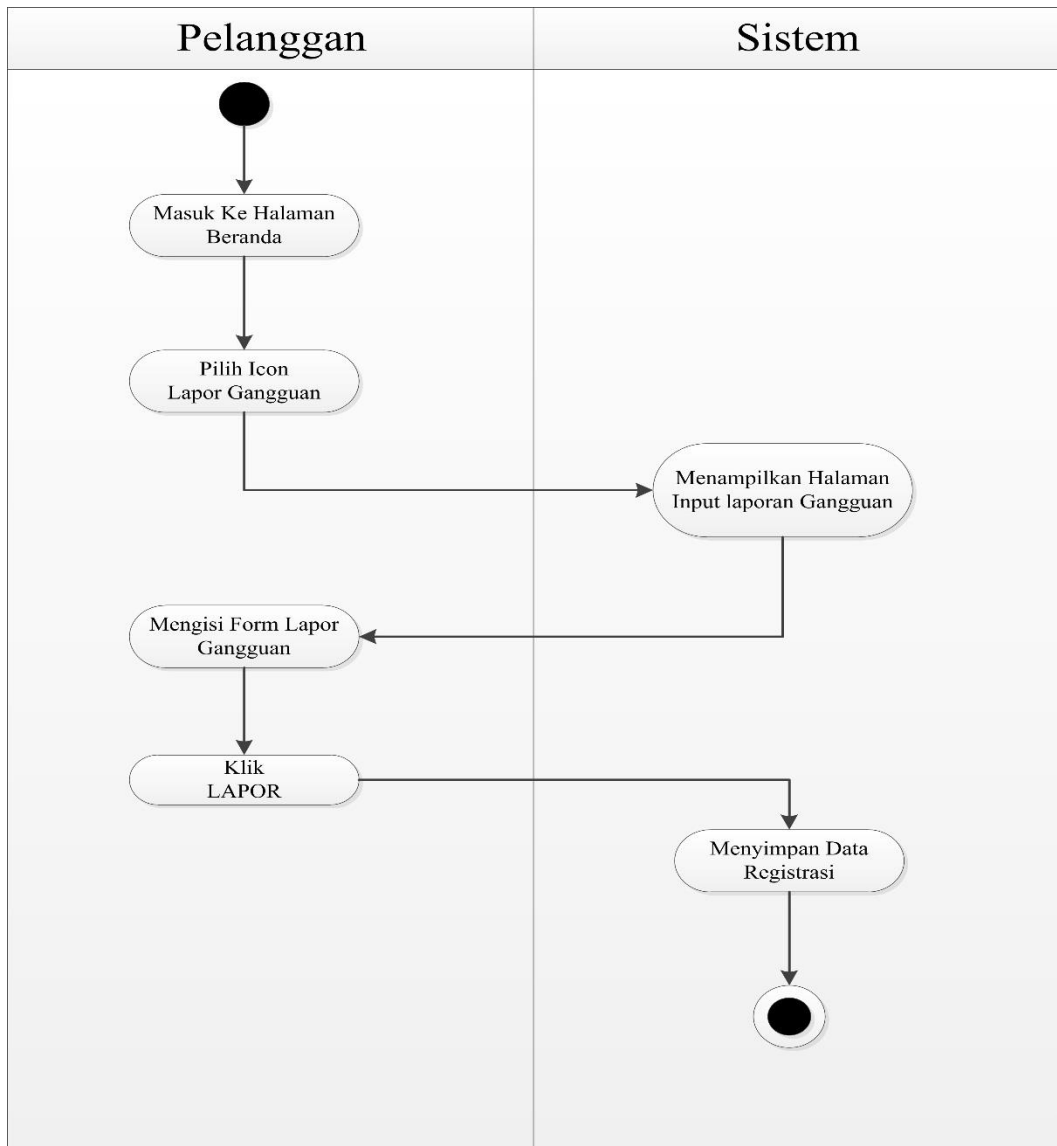 Pelanggan
Sistem
Masuk Ke Halaman
Beranda
Pilih Icon
Lapor Gangguan
Menampilkan Halaman
Input laporan Gangguan
Mengisi Form Lapor
Gangguan
Klik
LAPOR
Menyimpan Data
Registrasi